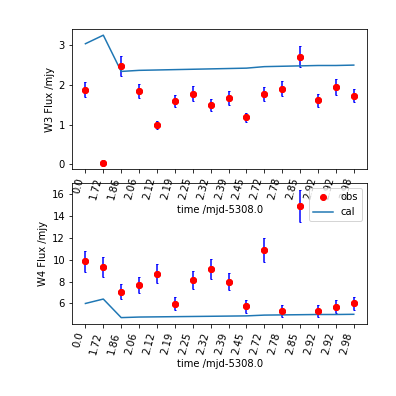 W3 Flux /mjy
3
2
1
0
0.0 1.72 1.86 2.06 2.12 2.19 2.25 2.32 2.39 2.45 2.72 2.78 2.85 2.92 2.92 2.98
time /mjd-5308.0
W4 Flux /mjy
16
14
12
10
8
6
obs
cal
0.0 1.72 1.86 2.06 2.12 2.19 2.25 2.32 2.39 2.45 2.72 2.78 2.85 2.92 2.92 2.98
time /mjd-5308.0